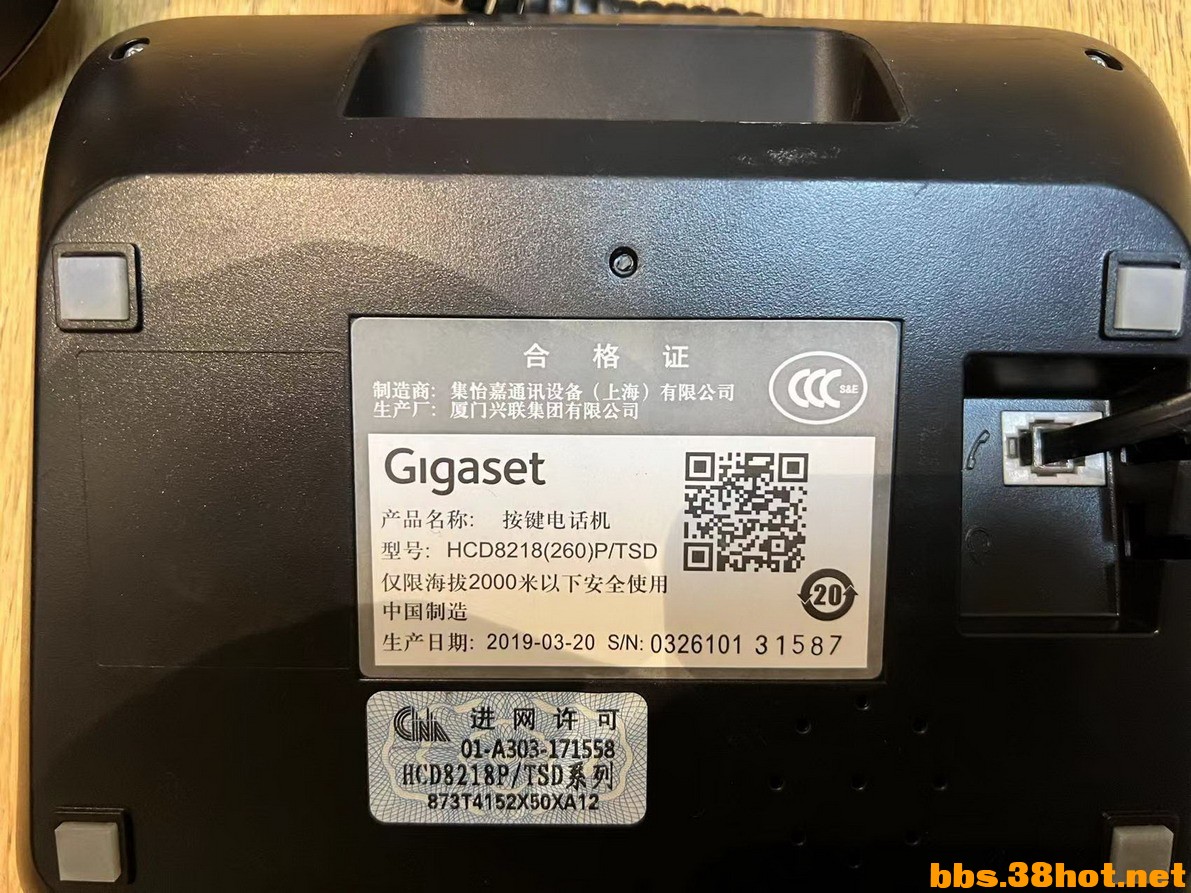 合格证
制造商: 集怡嘉通讯设备（上海）有限公司
生产厂: 厦门兴联集团有限公司
CCC S&E
Gigaset
产品名称: 按键电话机
型号: HCD8218(260)P/TSD
仅限海拔2000米以下安全使用
20
中国制造
生产日期: 2019-03-20 S/N: 0326101 31587
CNA 进网许可
01-A303-171558
HCD8218P/TSD系列
873T4152X50XA12
bbs.38hot.net